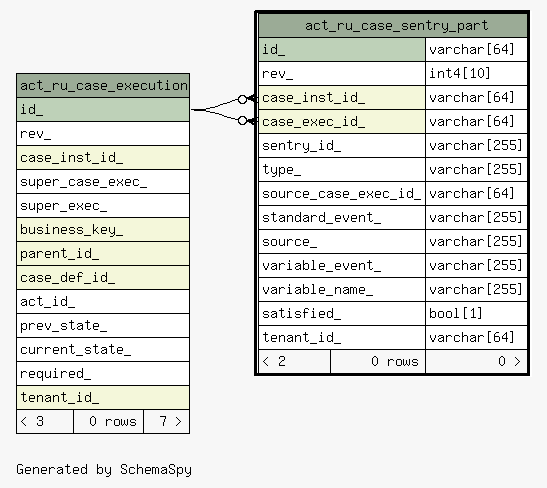 act_ru_case_sentry_part
id_ varchar[64]
rev_ int4[10]
case_inst_id_ varchar[64]
case_exec_id_ varchar[64]
sentry_id_ varchar[255]
type_ varchar[255]
source_case_exec_id_ varchar[64]
standard_event_ varchar[255]
source_ varchar[255]
variable_event_ varchar[255]
variable_name_ varchar[255]
satisfied_ bool[1]
tenant_id_ varchar[64]
< 2 0 rows 0 >
act_ru_case_execution
id_
rev_
case_inst_id_
super_case_exec_
super_exec_
business_key_
parent_id_
case_def_id_
act_id_
prev_state_
current_state_
required_
tenant_id_
< 3 0 rows 7 >
Generated by SchemaSpy